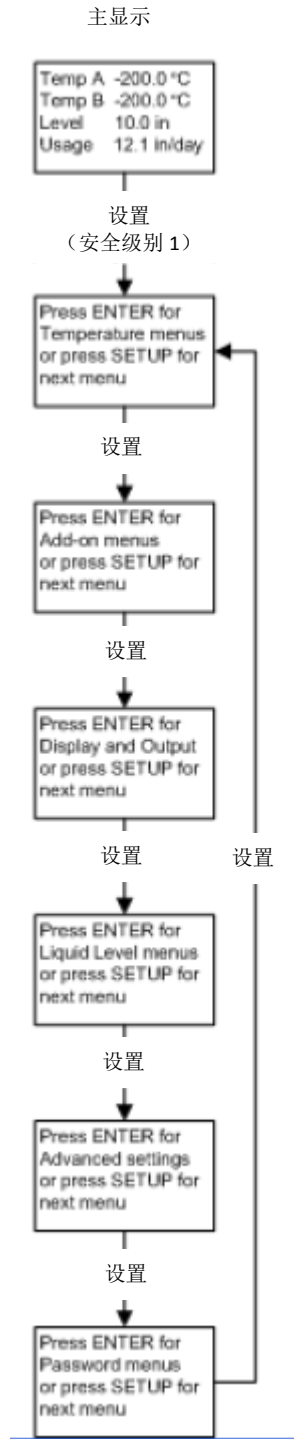 主显示
Temp A -200.0 °C
Temp B -200.0 °C
Level 10.0 in
Usage 12.1 in/day
设置
（安全级别 1）
Press ENTER for
Temperature menus
or press SETUP for
next menu
设置
Press ENTER for
Add-on menus
or press SETUP for
next menu
设置
Press ENTER for
Display and Output
or press SETUP for
next menu
设置
设置
Press ENTER for
Liquid Level menus
or press SETUP for
next menu
设置
Press ENTER for
Advanced settings
or press SETUP for
next menu
设置
Press ENTER for
Password menus
or press SETUP for
next menu